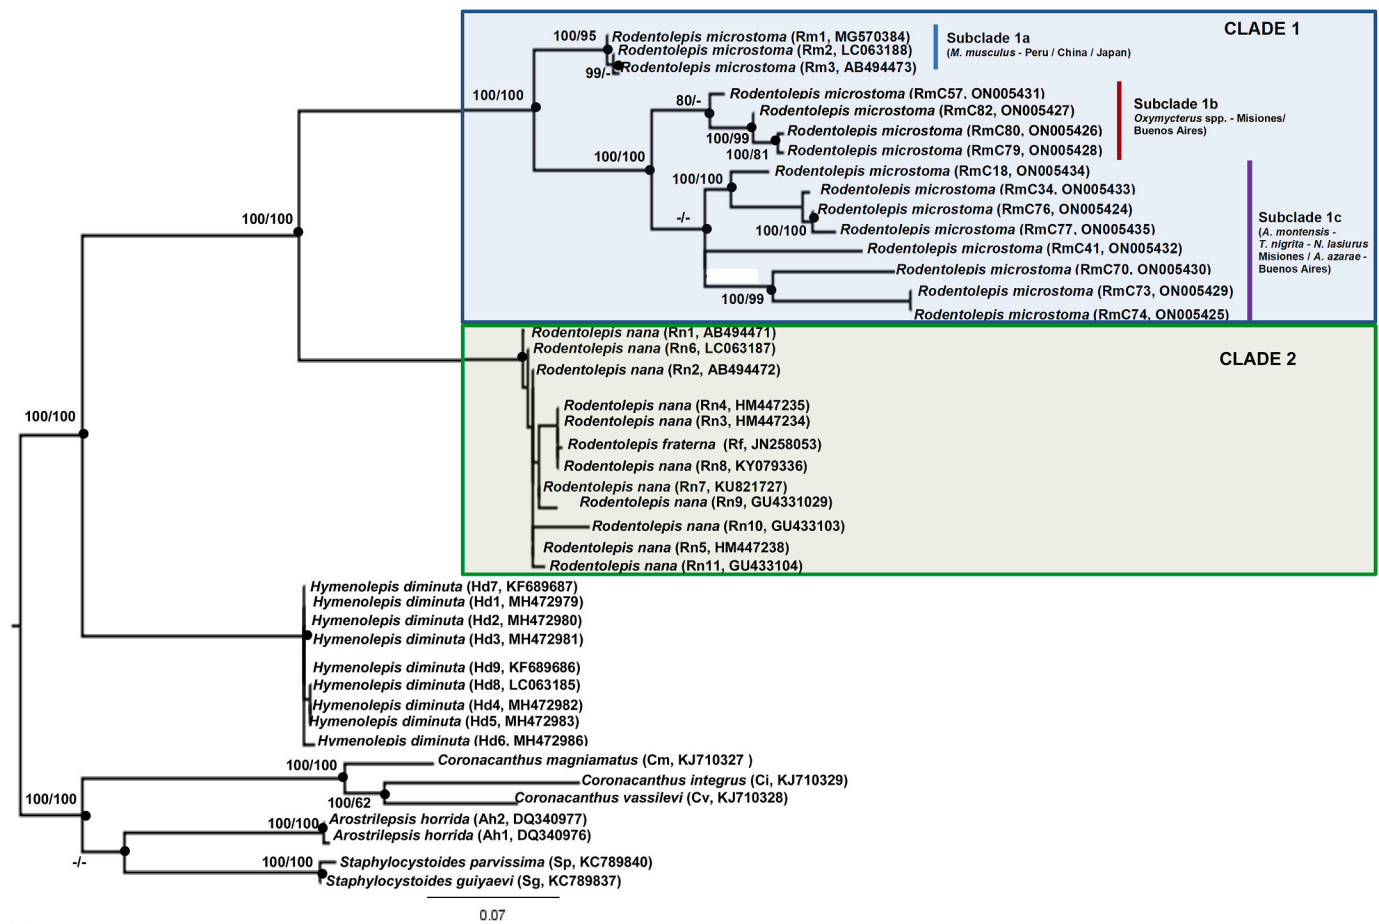 CLADE 1
100/95
Rodentolepis microstoma (Rm1, MG570384)
Rodentolepis microstoma (Rm2, LC063188)
99/-
Rodentolepis microstoma (Rm3, AB494473)
Subclade 1a
(M. musculus - Peru / China / Japan)
100/100
80/-
Rodentolepis microstoma (RmC57, ON005431)
Rodentolepis microstoma (RmC82, ON005427)
100/99
Rodentolepis microstoma (RmC80, ON005426)
100/81
Rodentolepis microstoma (RmC79, ON005428)
Subclade 1b
Oxymycterus spp. - Misiones/
Buenos Aires)
100/100
100/100
Rodentolepis microstoma (RmC18, ON005434)
Rodentolepis microstoma (RmC34, ON005433)
Rodentolepis microstoma (RmC76, ON005424)
100/100
Rodentolepis microstoma (RmC77, ON005435)
-/-
Rodentolepis microstoma (RmC41, ON005432)
Rodentolepis microstoma (RmC70, ON005430)
100/99
Rodentolepis microstoma (RmC73, ON005429)
Rodentolepis microstoma (RmC74, ON005425)
Subclade 1c
(A. montensis -
T. nigrita - N. lasiurus
Misiones / A. azarae -
Buenos Aires)
100/100
CLADE 2
Rodentolepis nana (Rn1, AB494471)
Rodentolepis nana (Rn6, LC063187)
Rodentolepis nana (Rn2, AB494472)
Rodentolepis nana (Rn4, HM447235)
Rodentolepis nana (Rn3, HM447234)
Rodentolepis fraterna (Rf, JN258053)
Rodentolepis nana (Rn8, KY079336)
Rodentolepis nana (Rn7, KU821727)
Rodentolepis nana (Rn9, GU4331029)
Rodentolepis nana (Rn10, GU433103)
Rodentolepis nana (Rn5, HM447238)
Rodentolepis nana (Rn11, GU433104)
100/100
Hymenolepis diminuta (Hd7, KF689687)
Hymenolepis diminuta (Hd1, MH472979)
Hymenolepis diminuta (Hd2, MH472980)
Hymenolepis diminuta (Hd3, MH472981)
Hymenolepis diminuta (Hd9, KF689686)
Hymenolepis diminuta (Hd8, LC063185)
Hymenolepis diminuta (Hd4, MH472982)
Hymenolepis diminuta (Hd5, MH472983)
Hymenolepis diminuta (Hd6, MH472986)
100/100
Coronacanthus magniamatus (Cm, KJ710327 )
Coronacanthus integrus (Ci, KJ710329)
100/62
Coronacanthus vassilevi (Cv, KJ710328)
100/100
100/100
Arostrilepsis horrida (Ah2, DQ340977)
Arostrilepsis horrida (Ah1, DQ340976)
-/-
100/100
Staphylocystoides parvissima (Sp, KC789840)
Staphylocystoides guiyaevi (Sg, KC789837)
0.07